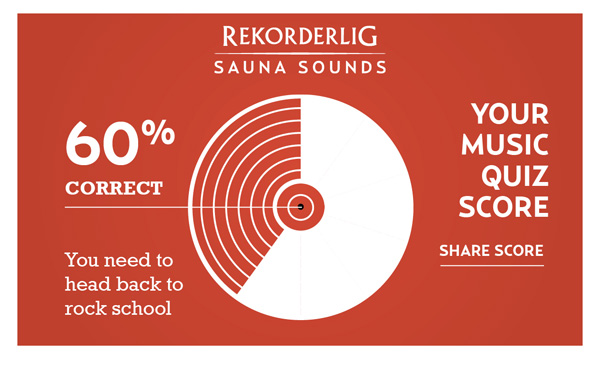 REKORDERLIG
SAUNA SOUNDS
60%
CORRECT
You need to
head back to
rock school
YOUR
MUSIC
QUIZ
SCORE
SHARE SCORE